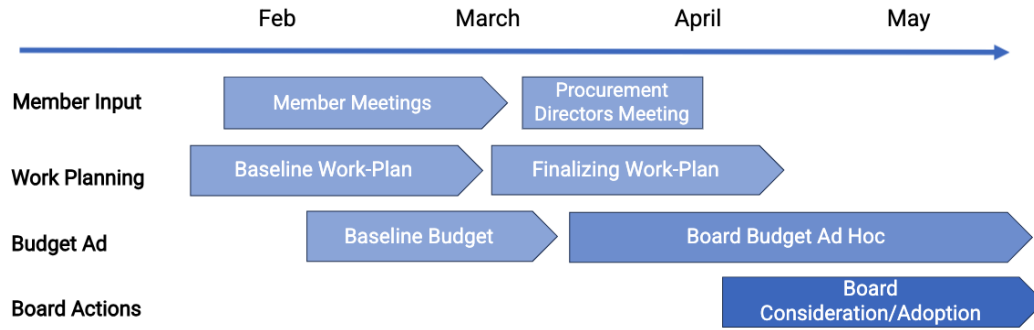 Feb March April May
Member Input
Member Meetings
Procurement
Directors Meeting
Work Planning
Baseline Work-Plan
Finalizing Work-Plan
Budget Ad
Baseline Budget
Board Budget Ad Hoc
Board Actions
Board
Consideration/Adoption